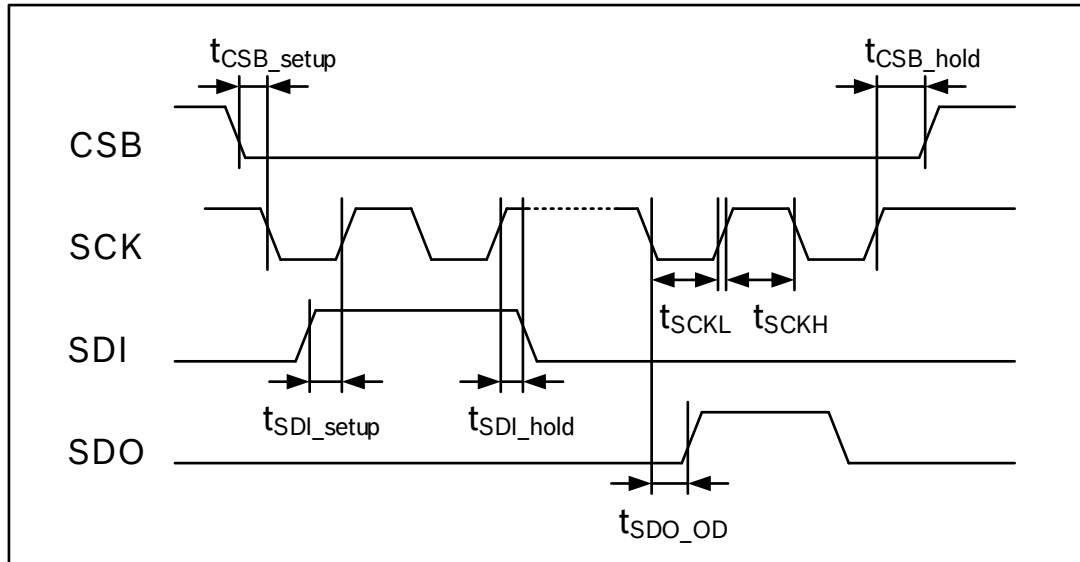 tCSB_setup
tCSB_hold
CSB
SCK
tSCKL
tSCKH
SDI
tSDI_setup
tSDI_hold
SDO
tSDO_OD